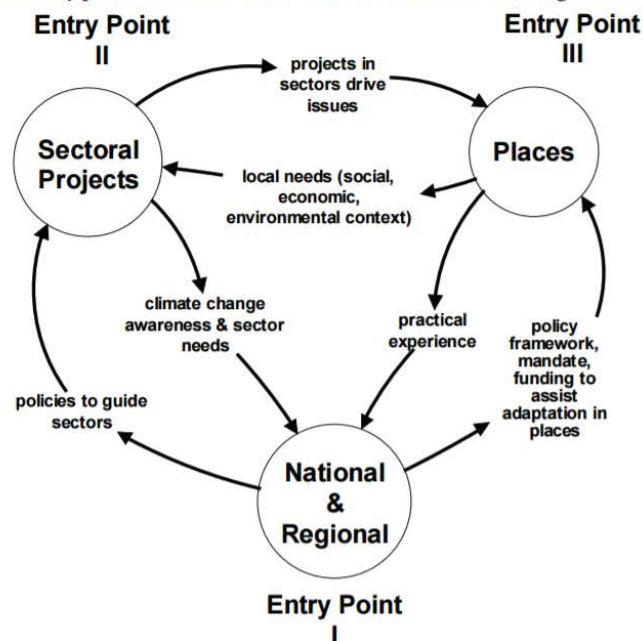 Entry Point
II
Entry Point
III
projects in
sectors drive
issues
Sectoral
Projects
Places
local needs (social,
economic,
environmental context)
climate change
awareness & sector
needs
practical
experience
policy
framework,
mandate,
funding to
assist
adaptation in
places
policies to guide
sectors
National
&
Regional
Entry Point
I